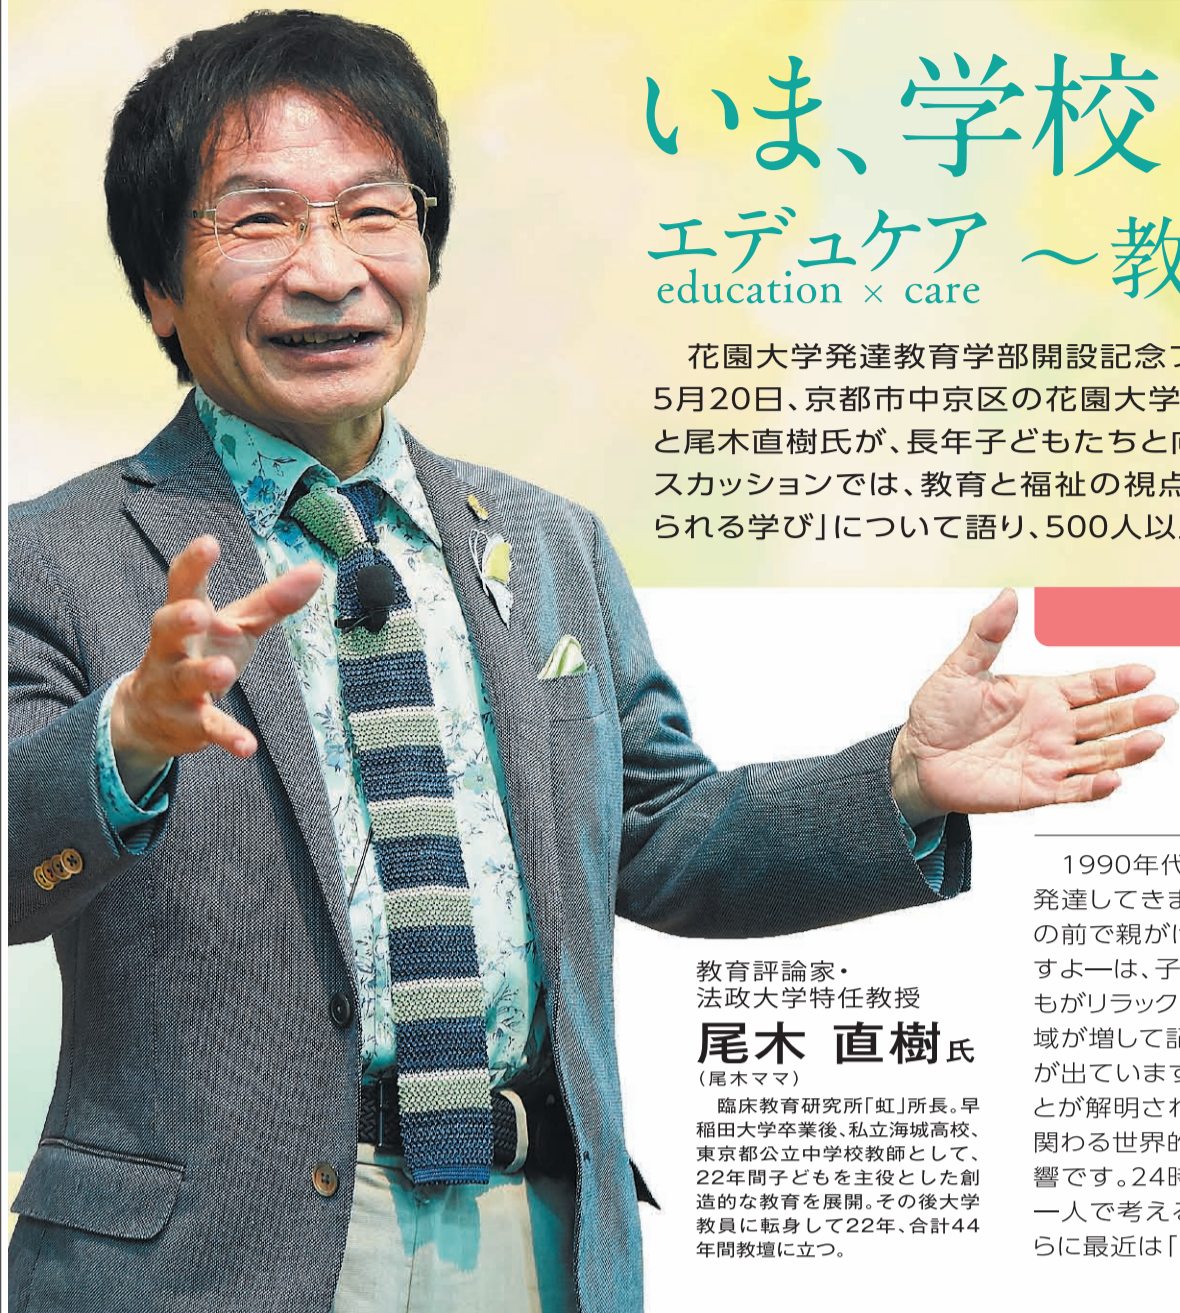 いま、学校
エデュケア ～教
education × care
花園大学発達教育学部開設記念フ
5月20日、京都市中京区の花園大学
と尾木直樹氏が、長年子どもたちと向
スカッションでは、教育と福祉の視点
られる学び」について語り、500人以上
教育評論家・
法政大学特任教授
尾木 直樹氏
（尾木ママ）
臨床教育研究所「虹」所長。早
稲田大学卒業後、私立海城高校、
東京都公立中学校教師として、
22年間子どもを主役とした創
造的な教育を展開。その後大学
教員に転身して22年、合計44
年間教壇に立つ。
1990年代
発達してきま
の前で親が
すよ―は、子
もがリラック
域が増して記
が出ています
とが解明され
関わる世界的
響です。24時
一人で考える
らに最近は「